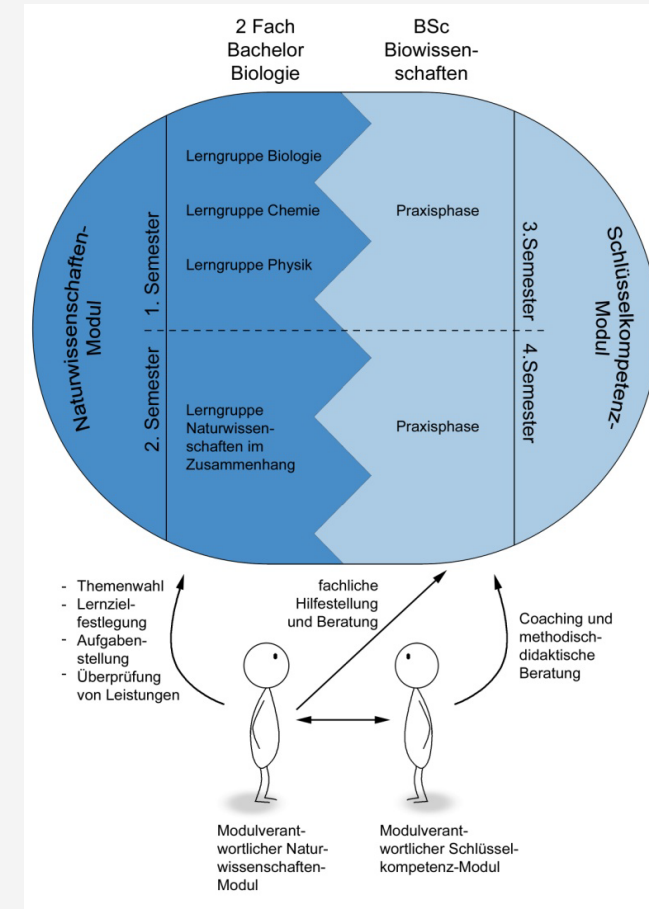 2 Fach
Bachelor
Biologie
BSc
Biowissen-
schaften
Naturwissenschaften-
Modul
1. Semester
2. Semester
Lerngruppe Biologie
Lerngruppe Chemie
Lerngruppe Physik
Lerngruppe
Naturwissen-
schaften im
Zusammenhang
Praxisphase
Praxisphase
3.Semester
4.Semester
Schlüsselkompetenz-
Modul
- Themenwahl
- Lernziel-
festlegung
- Aufgaben-
stellung
- Überprüfung
von Leistungen
fachliche
Hilfestellung
und Beratung
Coaching und
methodisch-
didaktische
Beratung
Modulverant-
wortlicher Natur-
wissenschaften-
Modul
Modulverant-
wortlicher Schlüssel-
kompetenz-Modul